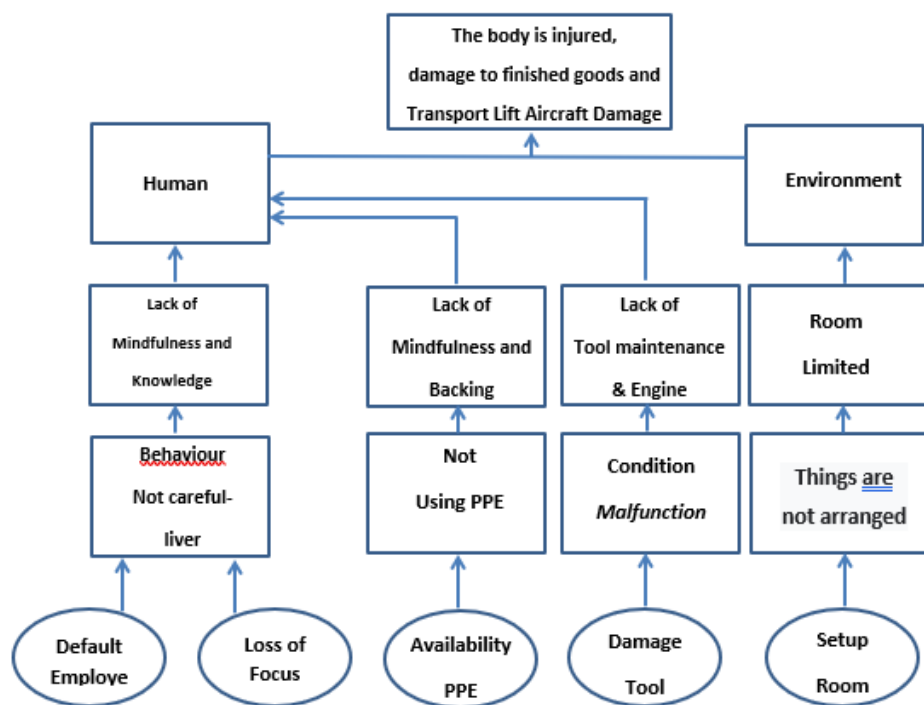 The body is injured,
damage to finished goods and
Transport Lift Aircraft Damage
Human
Environment
Lack of
Mindfulness and
Knowledge
Lack of
Mindfulness and
Backing
Lack of
Tool maintenance
& Engine
Room
Limited
Behaviour
Not careful-
liver
Not
Using PPE
Condition
Malfunction
Things are
not arranged
Default
Employe
Loss of
Focus
Availability
PPE
Damage
Tool
Setup
Room